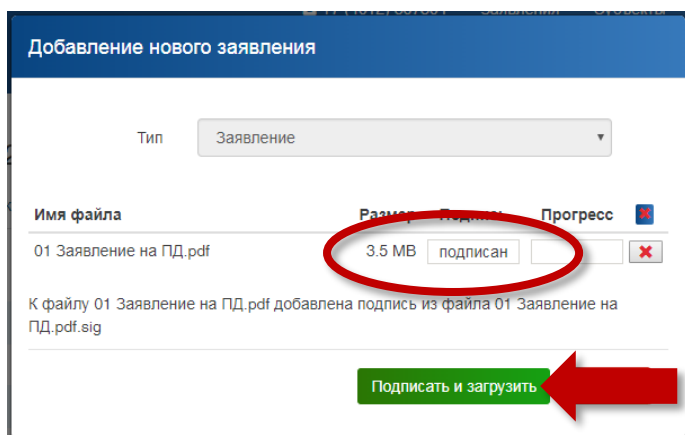 Добавление нового заявления
Тип Заявление
Имя файла Размер Прогресс
01 Заявление на ПД.pdf 3.5 MB подписан
К файлу 01 Заявление на ПД.pdf добавлена подпись из файла 01 Заявление на
ПД.pdf.sig
Подписать и загрузить